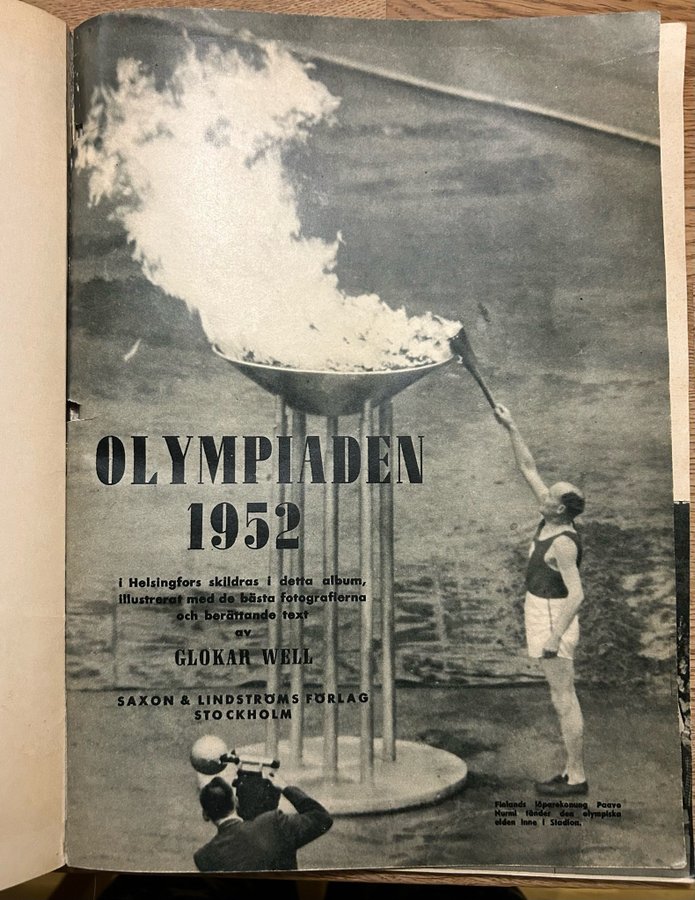 OLYMPIADEN
1952
i Helsingfors skildras i detta album,
illustrerat med de bästa fotografierna
och berättande text
av
GLOKAR WELL
SAXON & LINDSTRÖMS FÖRLAG
STOCKHOLM
Finlands löparekonung Paavo
Nurmi tänder den olympiska
elden inne i Stadion.